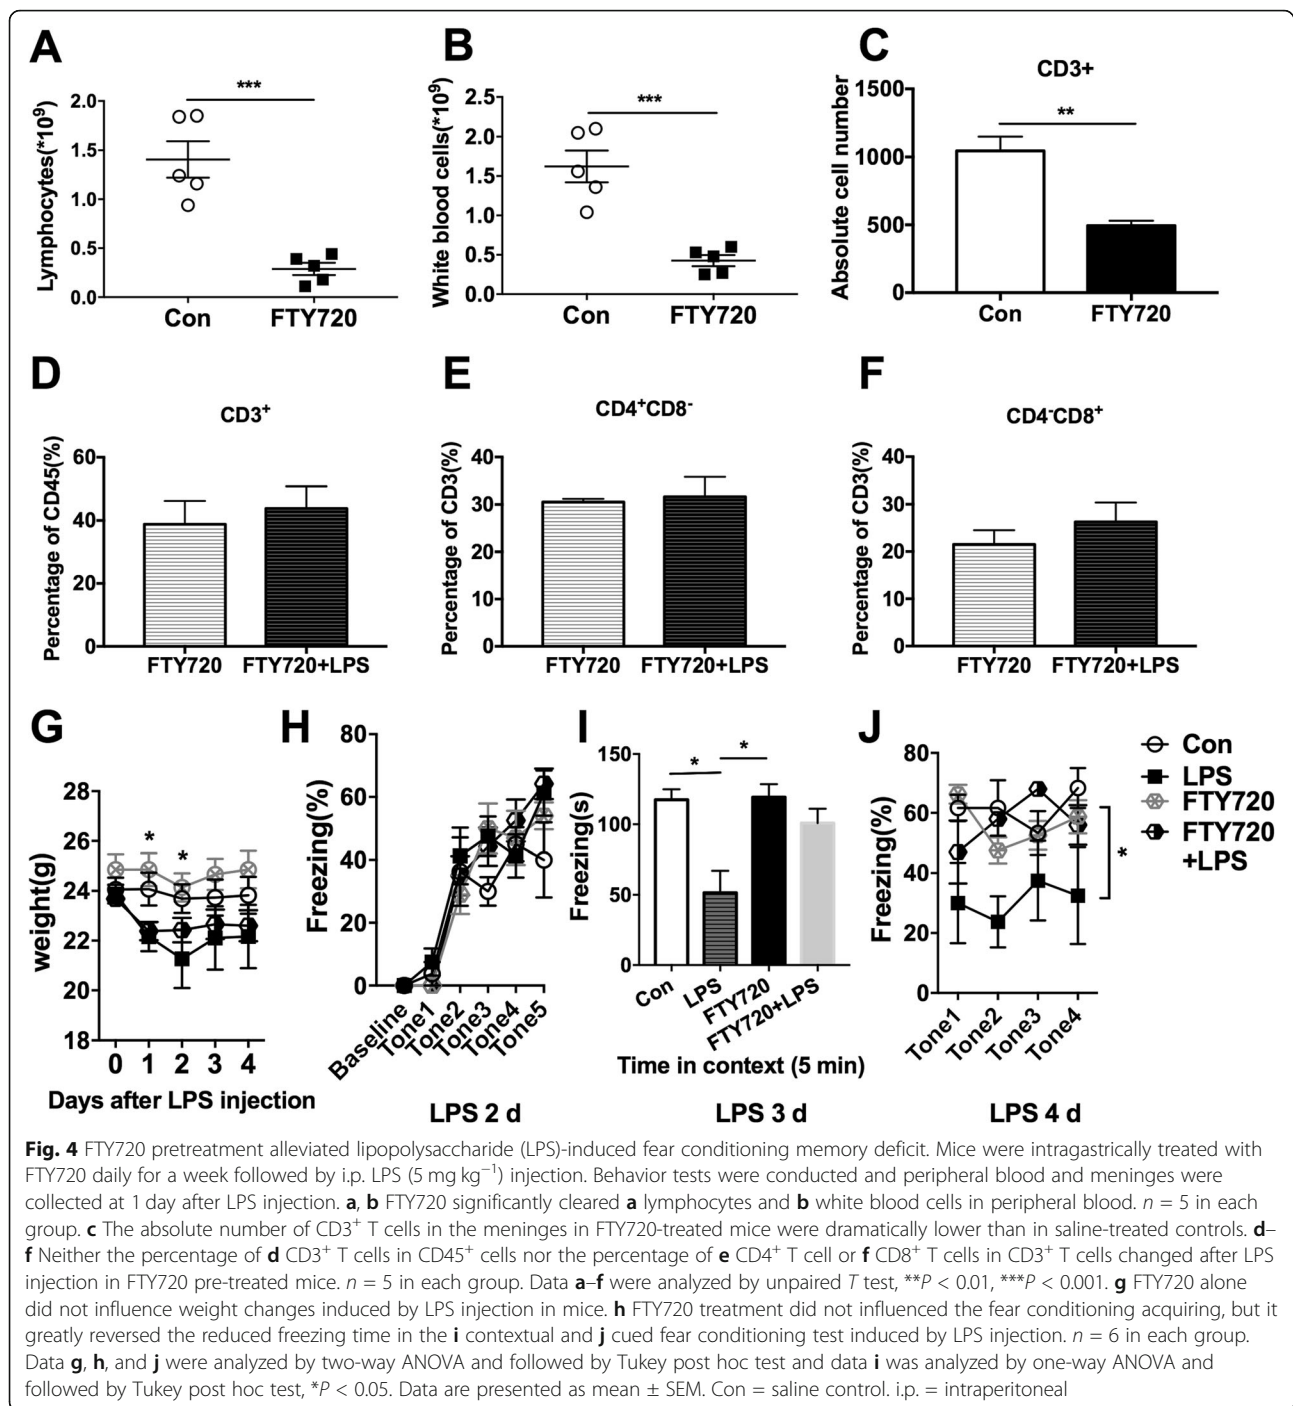 A
Lymphocytes(*10⁹)
2.0
1.5
1.0
0.5
0.0
***
Con
FTY720
B
White blood cells(*10⁹)
2.5
2.0
1.5
1.0
0.5
0.0
***
Con
FTY720
C
CD3+
Absolute cell number
1500
1000
500
0
**
Con
FTY720
D
CD3⁺
Percentage of CD45(%)
60
40
20
0
FTY720
FTY720+LPS
E
CD4⁺CD8⁻
Percentage of CD3(%)
40
30
20
10
0
FTY720
FTY720+LPS
F
CD4⁻CD8⁺
Percentage of CD3(%)
40
30
20
10
0
FTY720
FTY720+LPS
G
weight(g)
28
26
24
22
20
18
*
*
0 1 2 3 4
Days after LPS injection
H
Freezing(%)
80
60
40
20
0
Baseline
Tone1
Tone2
Tone3
Tone4
Tone5
LPS 2 d
I
Freezing(s)
150
100
50
0
*
*
Con
LPS
FTY720
FTY720+LPS
Time in context (5 min)
LPS 3 d
J
Freezing(%)
80
60
40
20
0
*
Tone1
Tone2
Tone3
Tone4
LPS 4 d
Con
LPS
FTY720
FTY720
+LPS
Fig. 4 FTY720 pretreatment alleviated lipopolysaccharide (LPS)-induced fear conditioning memory deficit. Mice were intragastrically treated with
FTY720 daily for a week followed by i.p. LPS (5 mg kg⁻¹) injection. Behavior tests were conducted and peripheral blood and meninges were
collected at 1 day after LPS injection. a, b FTY720 significantly cleared a lymphocytes and b white blood cells in peripheral blood. n = 5 in each
group. c The absolute number of CD3⁺ T cells in the meninges in FTY720-treated mice were dramatically lower than in saline-treated controls. d–
f Neither the percentage of d CD3⁺ T cells in CD45⁺ cells nor the percentage of e CD4⁺ T cell or f CD8⁺ T cells in CD3⁺ T cells changed after LPS
injection in FTY720 pre-treated mice. n = 5 in each group. Data a–f were analyzed by unpaired T test, **P < 0.01, ***P < 0.001. g FTY720 alone
did not influence weight changes induced by LPS injection in mice. h FTY720 treatment did not influenced the fear conditioning acquiring, but it
greatly reversed the reduced freezing time in the i contextual and j cued fear conditioning test induced by LPS injection. n = 6 in each group.
Data g, h, and j were analyzed by two-way ANOVA and followed by Tukey post hoc test and data i was analyzed by one-way ANOVA and
followed by Tukey post hoc test, *P < 0.05. Data are presented as mean ± SEM. Con = saline control. i.p. = intraperitoneal